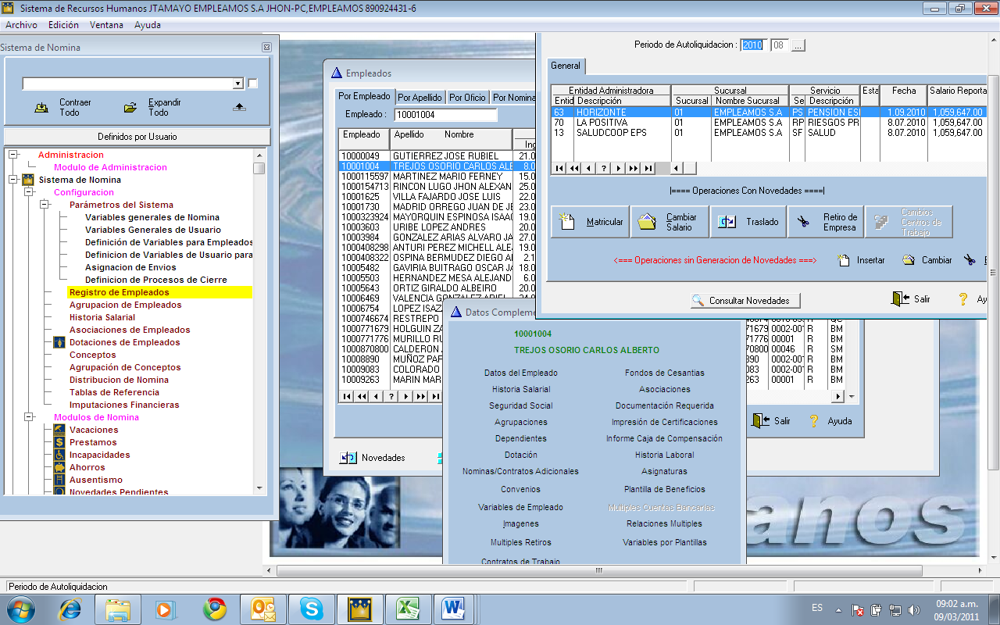 Sistema de Recursos Humanos JTAMAYO EMPLEAMOS S.A JHON-PC,EMPLEAMOS 890924431-6
Archivo Edición Ventana Ayuda
Sistema de Nomina
Contraer Todo
Expandir Todo
Definidos por Usuario
Administracion
Modulo de Administracion
Sistema de Nomina
Configuracion
Parámetros del Sistema
Variables generales de Nomina
Variables Generales de Usuario
Definición de Variables para Empleados
Definicion de Variables de Usuario para
Asignacion de Envios
Definicion de Procesos de Cierre
Registro de Empleados
Agrupacion de Empleados
Historia Salarial
Asociaciones de Empleados
Dotaciones de Empleados
Conceptos
Agrupación de Conceptos
Distribucion de Nomina
Tablas de Referencia
Imputaciones Financieras
Modulos de Nomina
Vacaciones
Prestamos
Incapacidades
Ahorros
Ausentismo
Novedades Pendientes
Empleados
Por Empleado Por Apellido Por Oficio Por Nomina
Empleado : 10001004
Empleado Apellido Nombre Ing
10000049 GUTIERREZ JOSE RUBIEL 21.0
10001004 TREJOS OSORIO CARLOS ALE 8.0
1000115597 MARTINEZ MARIO FERNEY 15.0
1000154713 RINCON LUGO JHON ALEXAN 25.0
10001625 VILLA FAJARDO JOSE LUIS 22.0
10001730 MADRID ORREGO JUAN DE JE 23.0
1000323924 MAYORQUIN ESPINOSA ISAAC 09.0
10003603 URIBE LOPEZ ANDRES 20.0
10003984 GONZALEZ ARIAS ALVARO JA 27.0
1000408298 ANTURI PEREZ MICHELL ALE 19.0
1000408322 OSPINA BERMUDEZ DIEGO AL 2.1
10005482 GAVIRIA BUITRAGO OSCAR JA 18.0
10005503 HERNANDEZ MESA ALEJAND 6.0
10005643 ORTIZ GIRALDO ALBEIRO 20.0
10006469 VALENCIA GONZALEZ ARIEL
10006754 LOPEZ ISAZ
1000746674 RESTREPO
1000771679 HOLGUIN ZA
1000771776 MURILLO RU
1000870800 CALDERON J
10008890 MUÑOZ PAR
10009083 COLORADO
10009263 MARIN MAR
71679 0002-001 R BM
71776 00001 R BM
70800 00046 R SM
890 0002-001 R BM
083 0002-001 R BM
263 00001 R BM
Salir Ayuda
Novedades
Periodo de Autoliquidacion : 2010 08 ...
General
Entidad Administradora Sucursal Servicio Esta Fecha Salario Reporta
Entid Descripción Sucursal Nombre Sucursal Se Descripción
63 HORIZONTE 01 EMPLEAMOS S.A PS PENSION ESI 1.09.2010 1,059,647.00
70 LA POSITIVA 01 EMPLEAMOS S.A RP RIESGOS PR 8.07.2010 1,059,647.00
13 SALUDCOOP EPS 01 EMPLEAMOS S.A SF SALUD 8.07.2010 1,059,647.00
|==== Operaciones Con Novedades ====|
Matricular
Cambiar Salario
Traslado
Retiro de Empresa
Cambios Centros de Trabajo
<=== Operaciones sin Generacion de Novedades ===>
Insertar Cambiar
Consultar Novedades
Salir Ay
Datos Compleme
10001004
TREJOS OSORIO CARLOS ALBERTO
Datos del Empleado Fondos de Cesantias
Historia Salarial Asociaciones
Seguridad Social Documentación Requerida
Agrupaciones Impresión de Certificaciones
Dependientes Informe Caja de Compensación
Dotación Historia Laboral
Nominas/Contratos Adicionales Asignaturas
Convenios Plantilla de Beneficios
Variables de Empleado Multiples Cuentas Bancarias
Imagenes Relaciones Multiples
Multiples Retiros Variables por Plantillas
Contratos de Trabajo
anos
Periodo de Autoliquidacion
ES
09:02 a.m.
09/03/2011